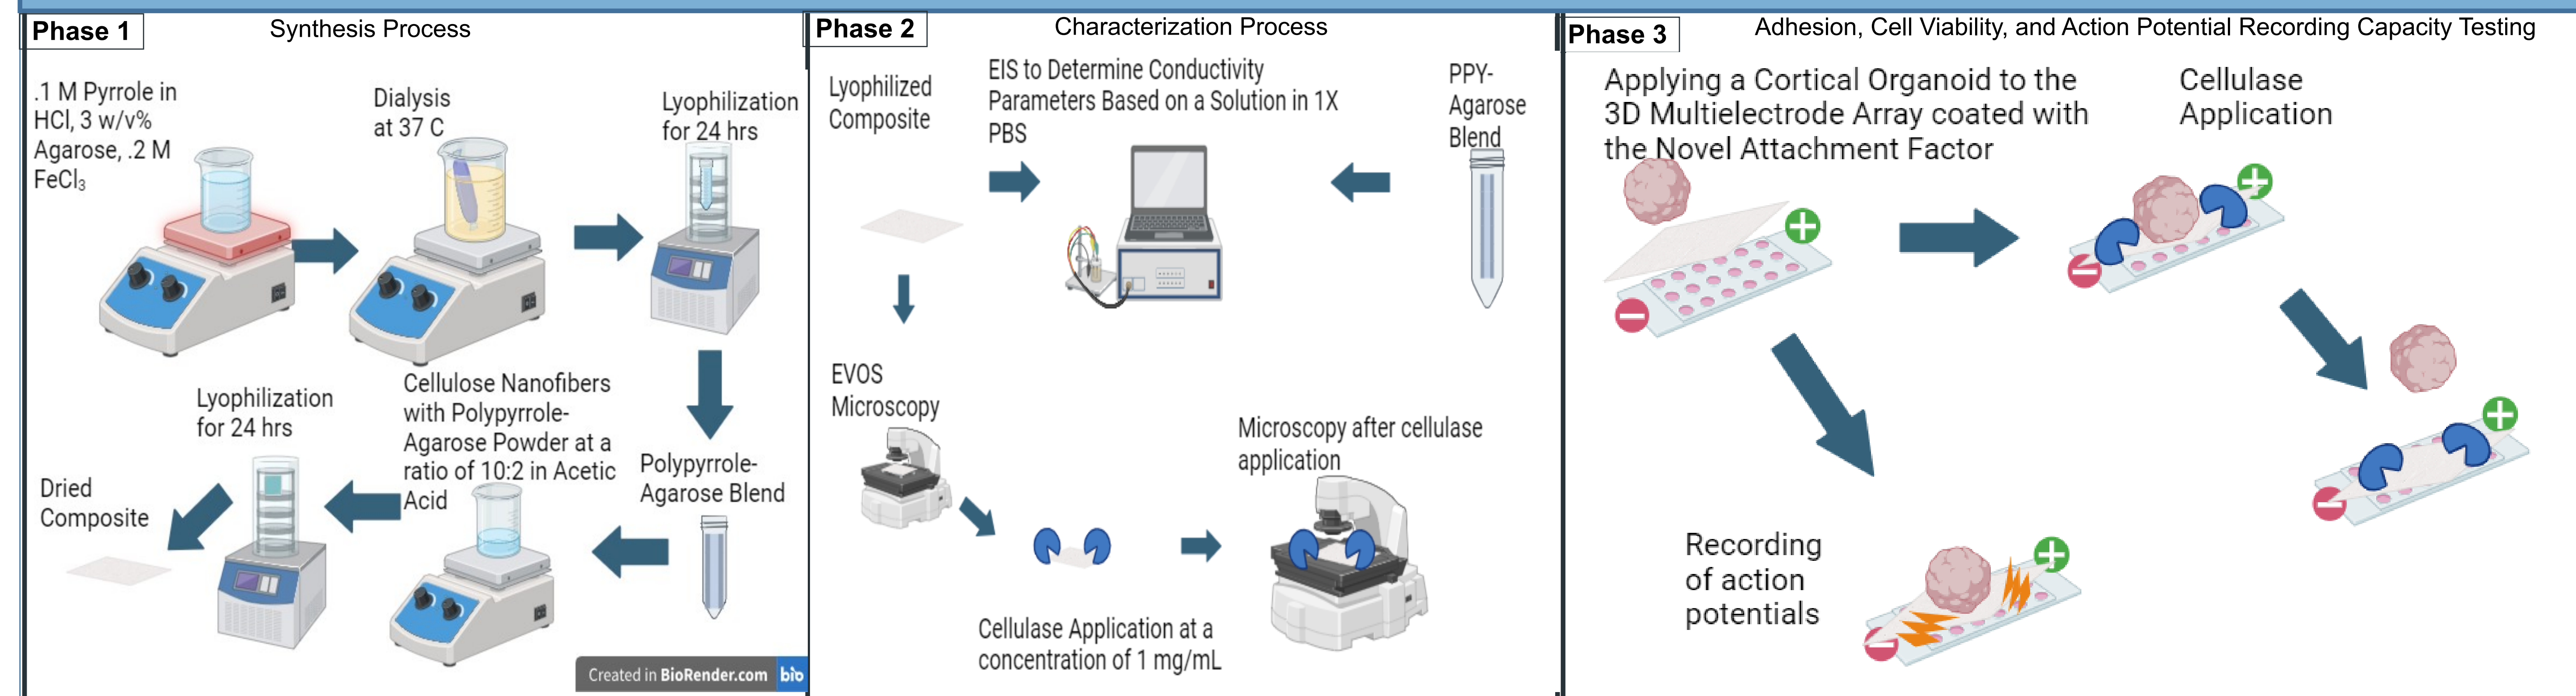 Phase 1
Synthesis Process
.1 M Pyrrole in
HCl, 3 w/v%
Agarose, .2 M
FeCl₃
Dialysis
at 37 C
Lyophilization
for 24 hrs
Polypyrrole-
Agarose Blend
Cellulose Nanofibers
with Polypyrrole-
Agarose Powder at a
ratio of 10:2 in Acetic
Acid
Lyophilization
for 24 hrs
Dried
Composite
Created in BioRender.com bio
Phase 2
Characterization Process
Lyophilized
Composite
EIS to Determine Conductivity
Parameters Based on a Solution in 1X
PBS
PPY-
Agarose
Blend
EVOS
Microscopy
Cellulase Application at a
concentration of 1 mg/mL
Microscopy after cellulase
application
Phase 3
Adhesion, Cell Viability, and Action Potential Recording Capacity Testing
Applying a Cortical Organoid to the
3D Multielectrode Array coated with
the Novel Attachment Factor
Cellulase
Application
Recording
of action
potentials